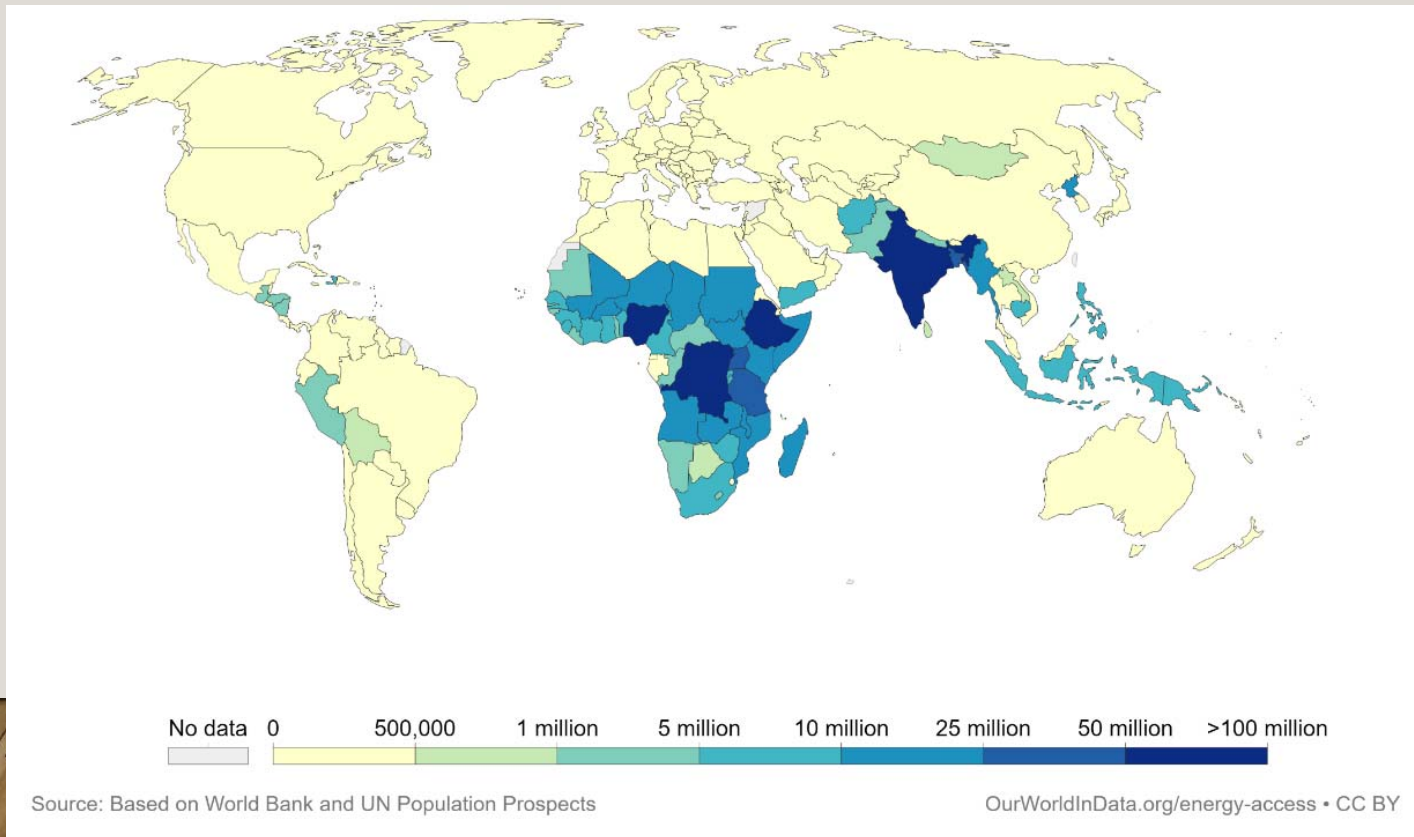 No data 0 500,000 1 million 5 million 10 million 25 million 50 million >100 million
Source: Based on World Bank and UN Population Prospects
OurWorldInData.org/energy-access • CC BY